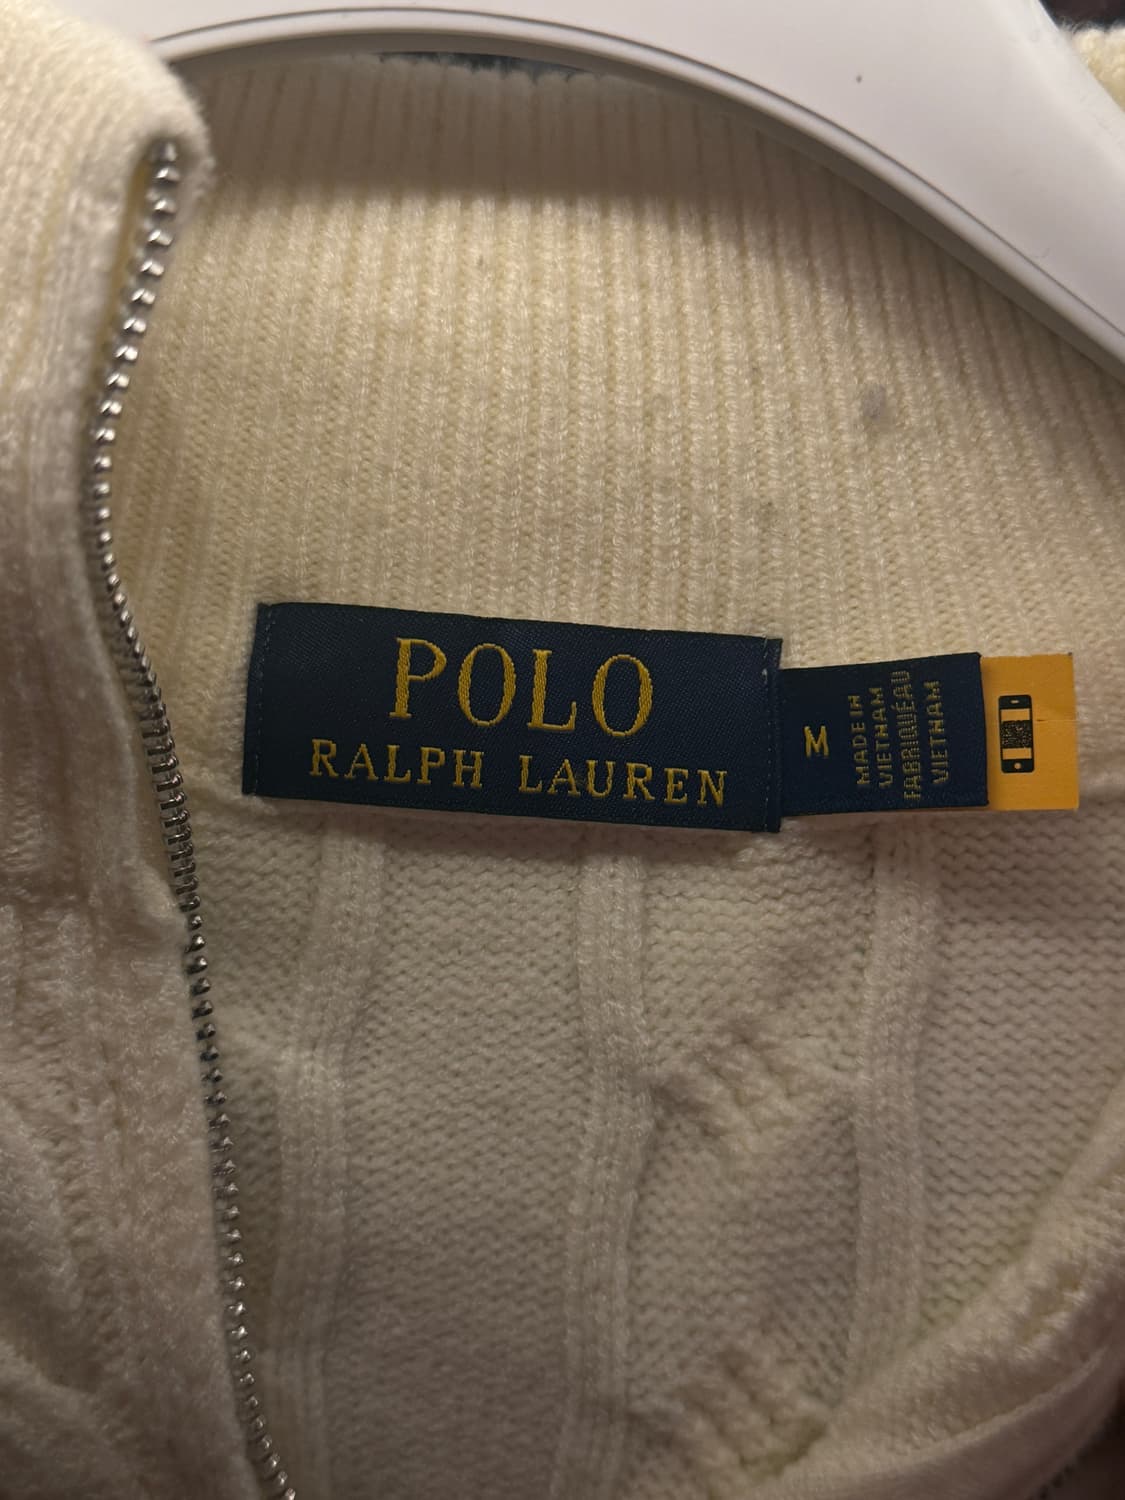 POLO
RALPH LAUREN
M
MADE IN
VIETNAM
FABRIQUÉ AU
VIETNAM